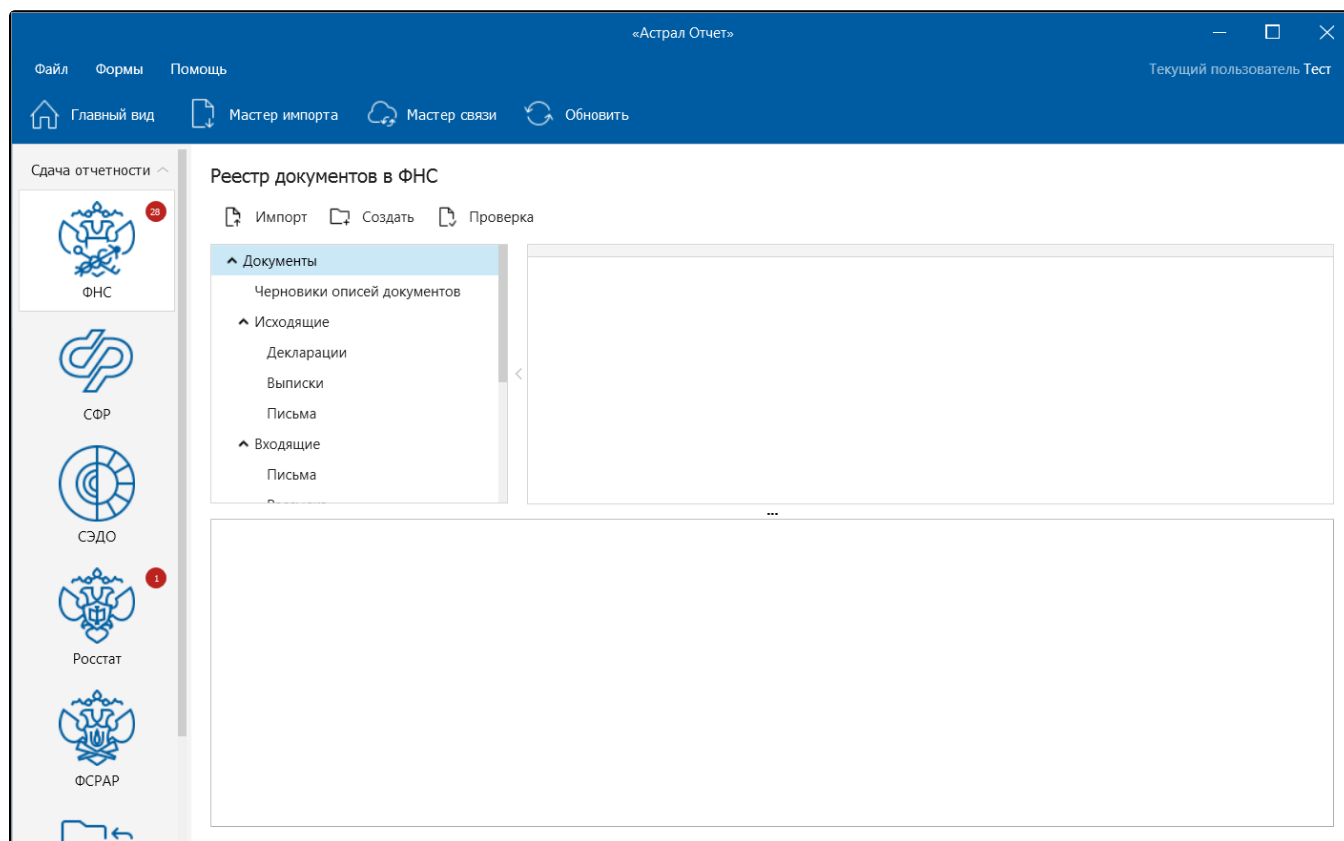 «Астрал Отчет»
Файл Формы Помощь Текущий пользователь Тест
Главный вид Мастер импорта Мастер связи Обновить
Сдача отчетности
Реестр документов в ФНС
28
Импорт Создать Проверка
ФНС
Документы
Черновики описей документов
Исходящие
Декларации
Выписки
Письма
Входящие
Письма
...
СФР
СЭДО
1
Росстат
ФСРАР